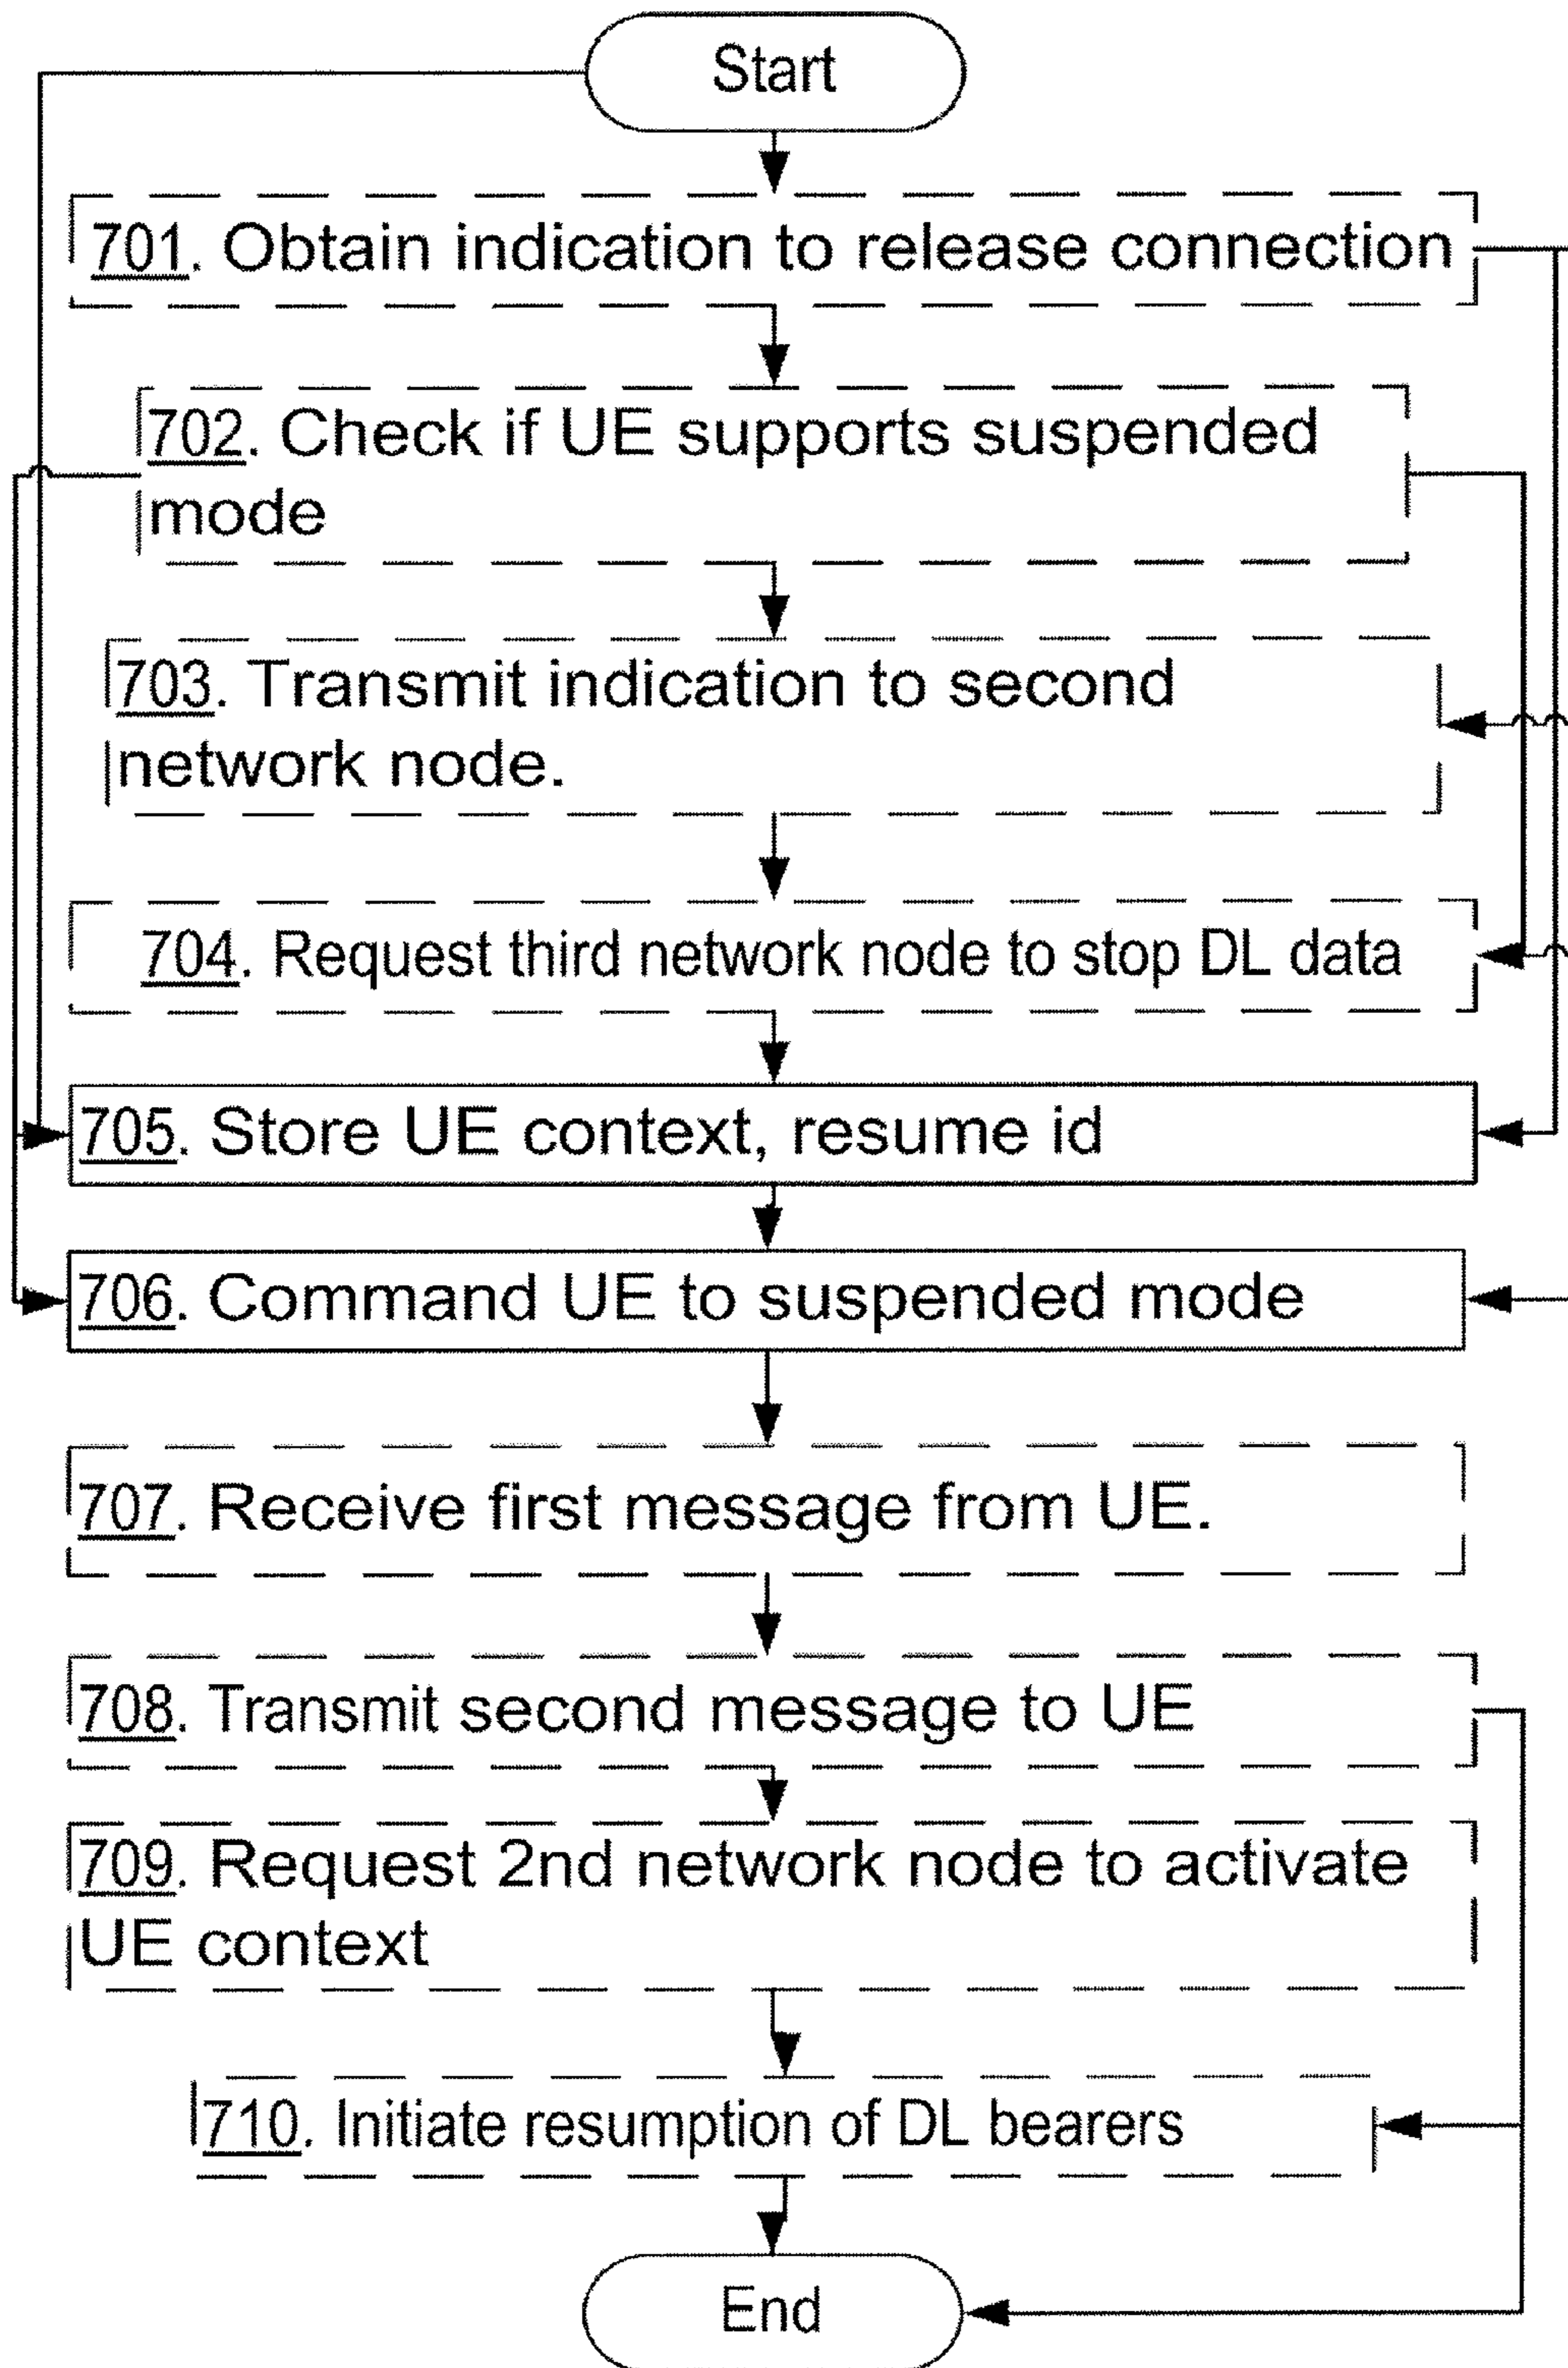 Start
701. Obtain indication to release connection
702. Check if UE supports suspended
mode
703. Transmit indication to second
network node.
704. Request third network node to stop DL data
705. Store UE context, resume id
706. Command UE to suspended mode
707. Receive first message from UE.
708. Transmit second message to UE
709. Request 2nd network node to activate
UE context
710. Initiate resumption of DL bearers
End